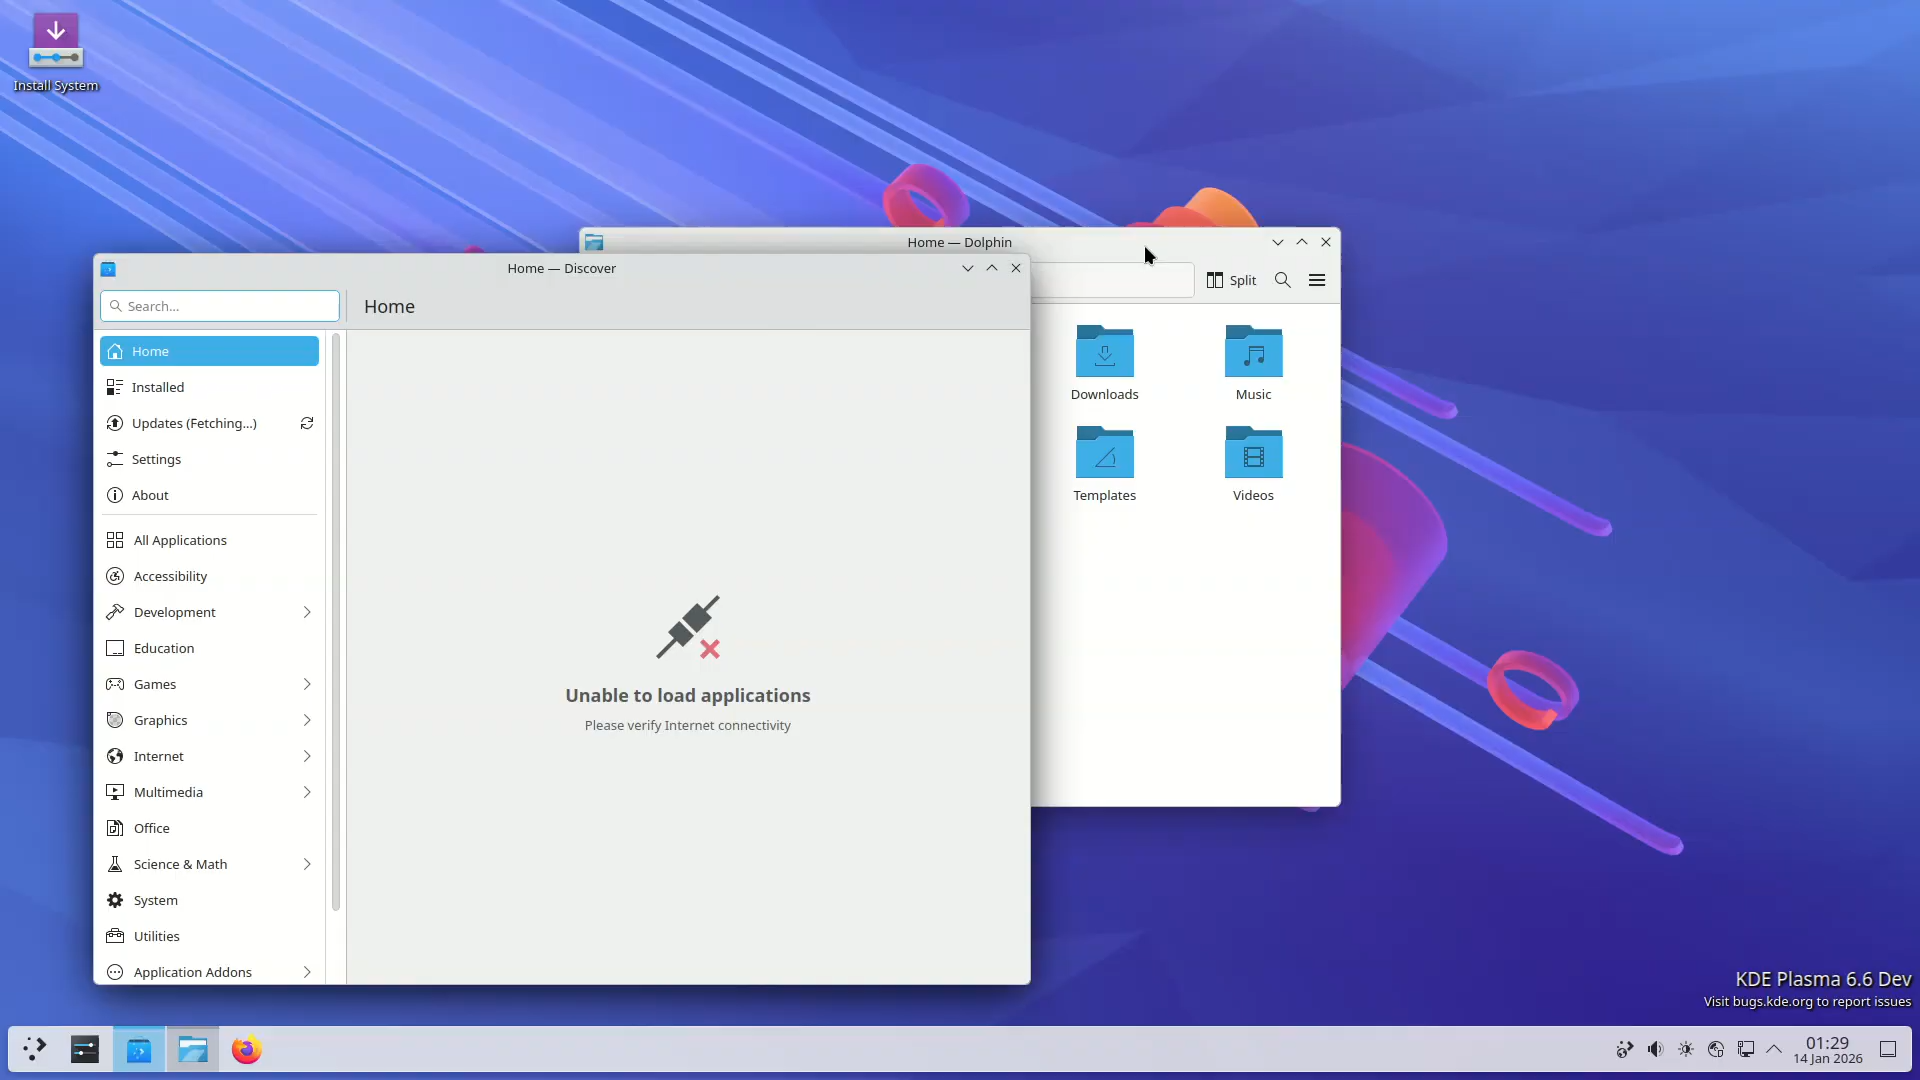 Install System
Home — Dolphin
Split
Downloads
Music
Templates
Videos
Home — Discover
Search...
Home
Home
Installed
Updates (Fetching...)
Settings
About
All Applications
Accessibility
Development
Education
Games
Graphics
Internet
Multimedia
Office
Science & Math
System
Utilities
Application Addons
Unable to load applications
Please verify Internet connectivity
KDE Plasma 6.6 Dev
Visit bugs.kde.org to report issues
01:29
14 Jan 2026